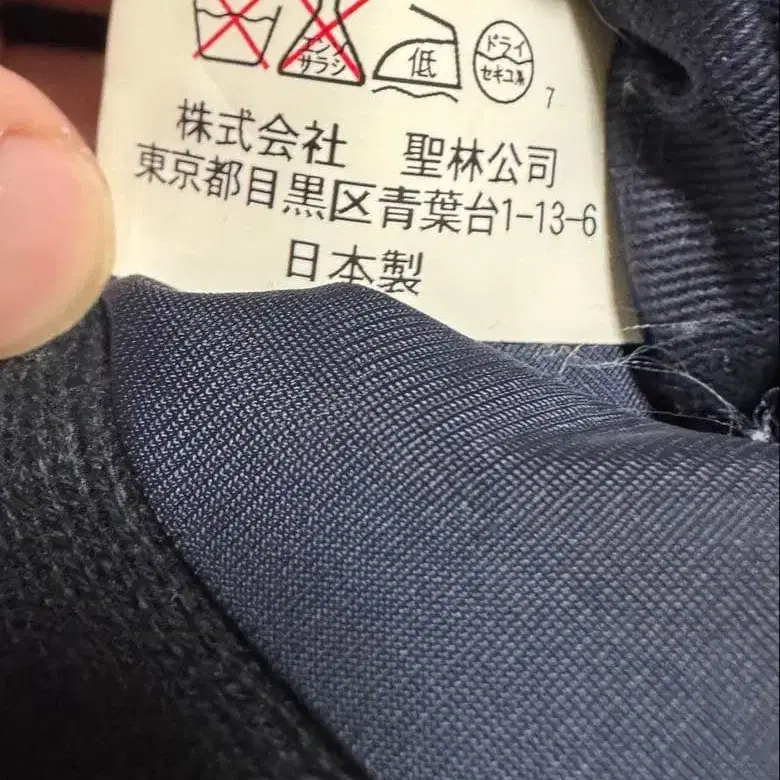 エンソ
サラシ
低
ドライ
セキユ系
7
株式会社 聖林公司
東京都目黒区青葉台1-13-6
日本製